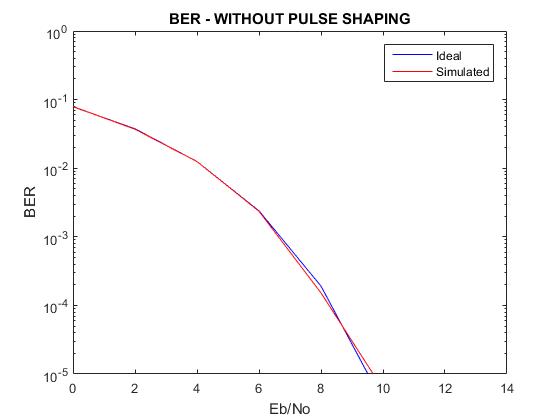 BER - WITHOUT PULSE SHAPING
10^0
10^-1
10^-2
10^-3
10^-4
10^-5
BER
Ideal
Simulated
0 2 4 6 8 10 12 14
Eb/No